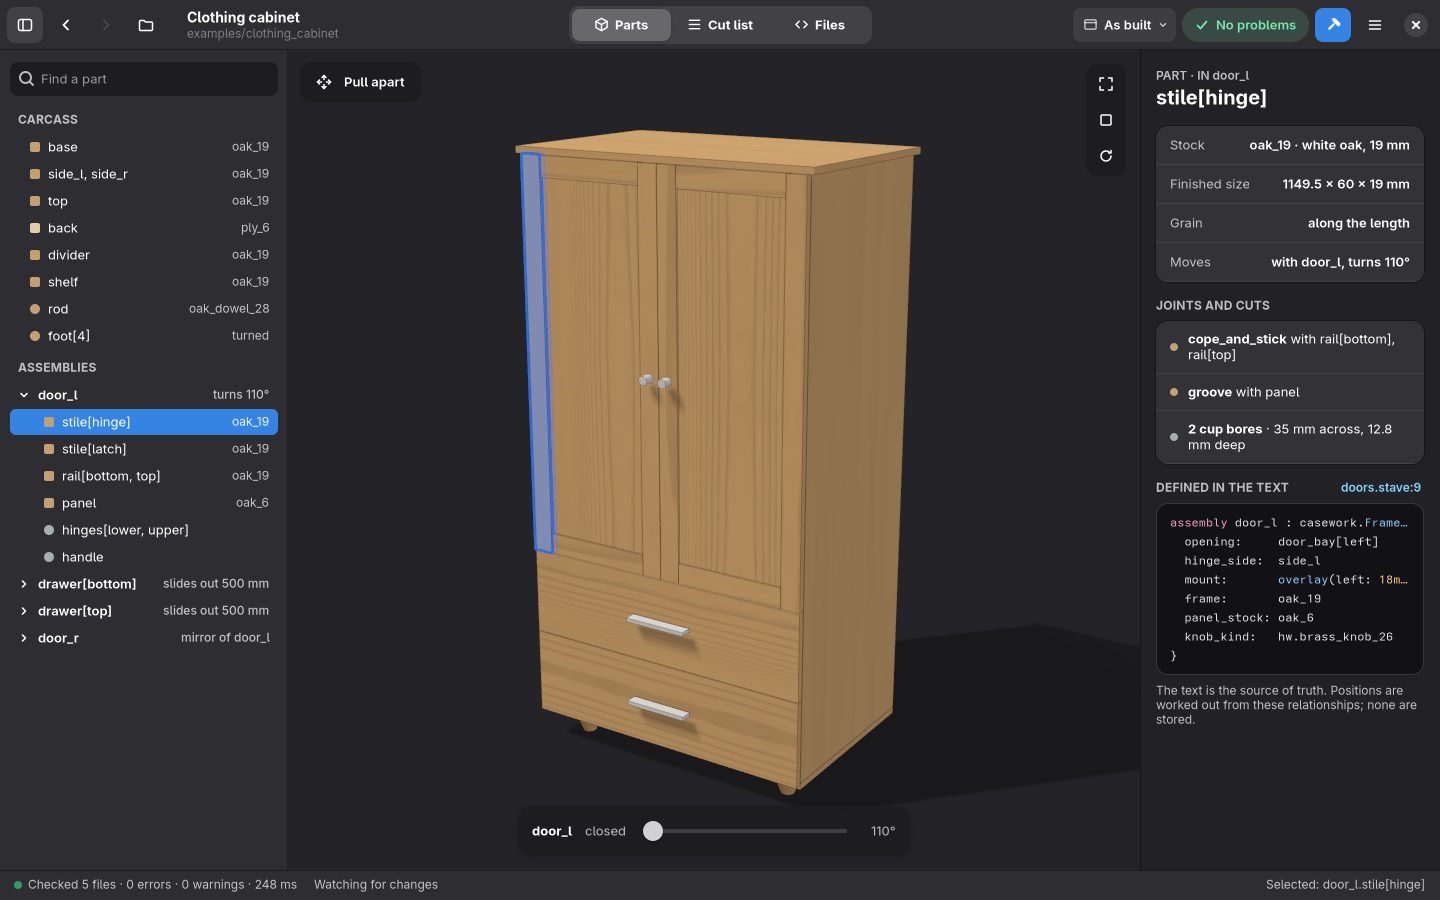 Clothing cabinet
examples/clothing_cabinet
Parts
Cut list
Files
As built
No problems
Find a part
CARCASS
base oak_19
side_l, side_r oak_19
top oak_19
back ply_6
divider oak_19
shelf oak_19
rod oak_dowel_28
foot[4] turned
ASSEMBLIES
door_l turns 110°
stile[hinge] oak_19
stile[latch] oak_19
rail[bottom, top] oak_19
panel oak_6
hinges[lower, upper]
handle
drawer[bottom] slides out 500 mm
drawer[top] slides out 500 mm
door_r mirror of door_l
Pull apart
door_l closed 110°
PART · IN door_l
stile[hinge]
Stock oak_19 · white oak, 19 mm
Finished size 1149.5 × 60 × 19 mm
Grain along the length
Moves with door_l, turns 110°
JOINTS AND CUTS
cope_and_stick with rail[bottom],
rail[top]
groove with panel
2 cup bores · 35 mm across, 12.8
mm deep
DEFINED IN THE TEXT doors.stave:9
assembly door_l : casework.Frame…
opening: door_bay[left]
hinge_side: side_l
mount: overlay(left: 18m…
frame: oak_19
panel_stock: oak_6
knob_kind: hw.brass_knob_26
}
The text is the source of truth. Positions are
worked out from these relationships; none are
stored.
Checked 5 files · 0 errors · 0 warnings · 248 ms Watching for changes
Selected: door_l.stile[hinge]